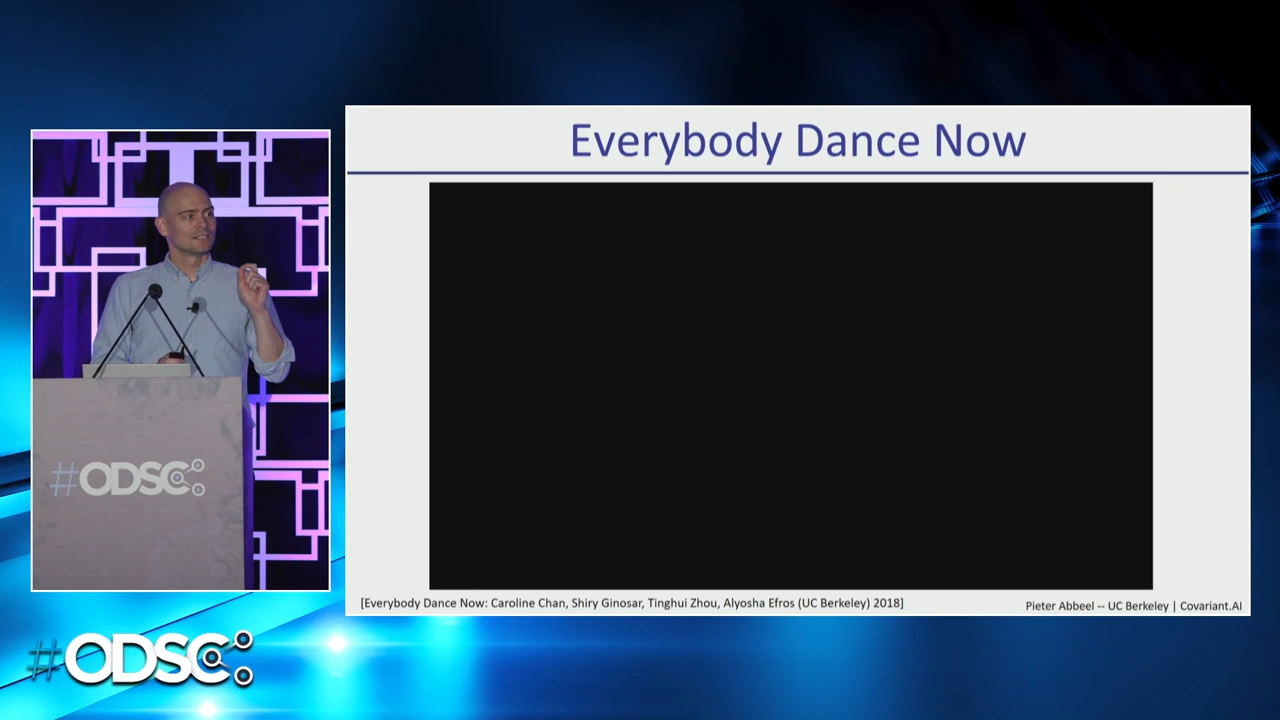 Everybody Dance Now
#ODSC
[Everybody Dance Now: Caroline Chan, Shiry Ginosar, Tinghui Zhou, Alyosha Efros (UC Berkeley) 2018]
Pieter Abbeel -- UC Berkeley | Covariant.AI
#ODSC